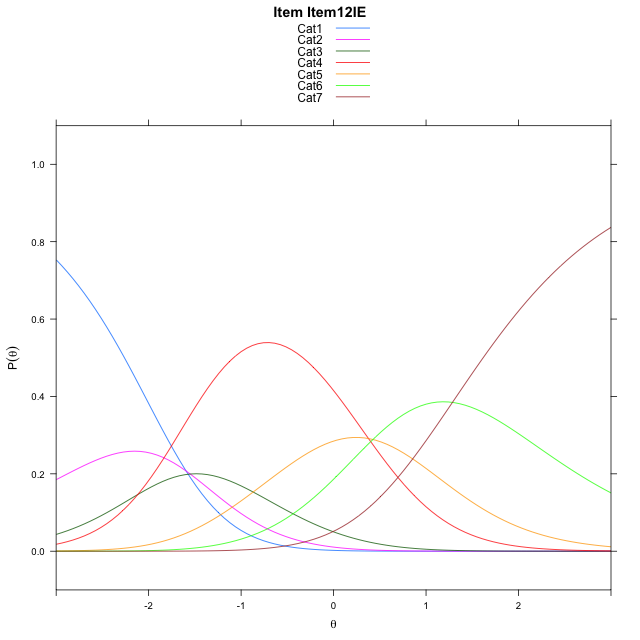 Item Item12IE
Cat1
Cat2
Cat3
Cat4
Cat5
Cat6
Cat7
1.0
0.8
0.6
0.4
0.2
0.0
P(θ)
-2 -1 0 1 2
θ